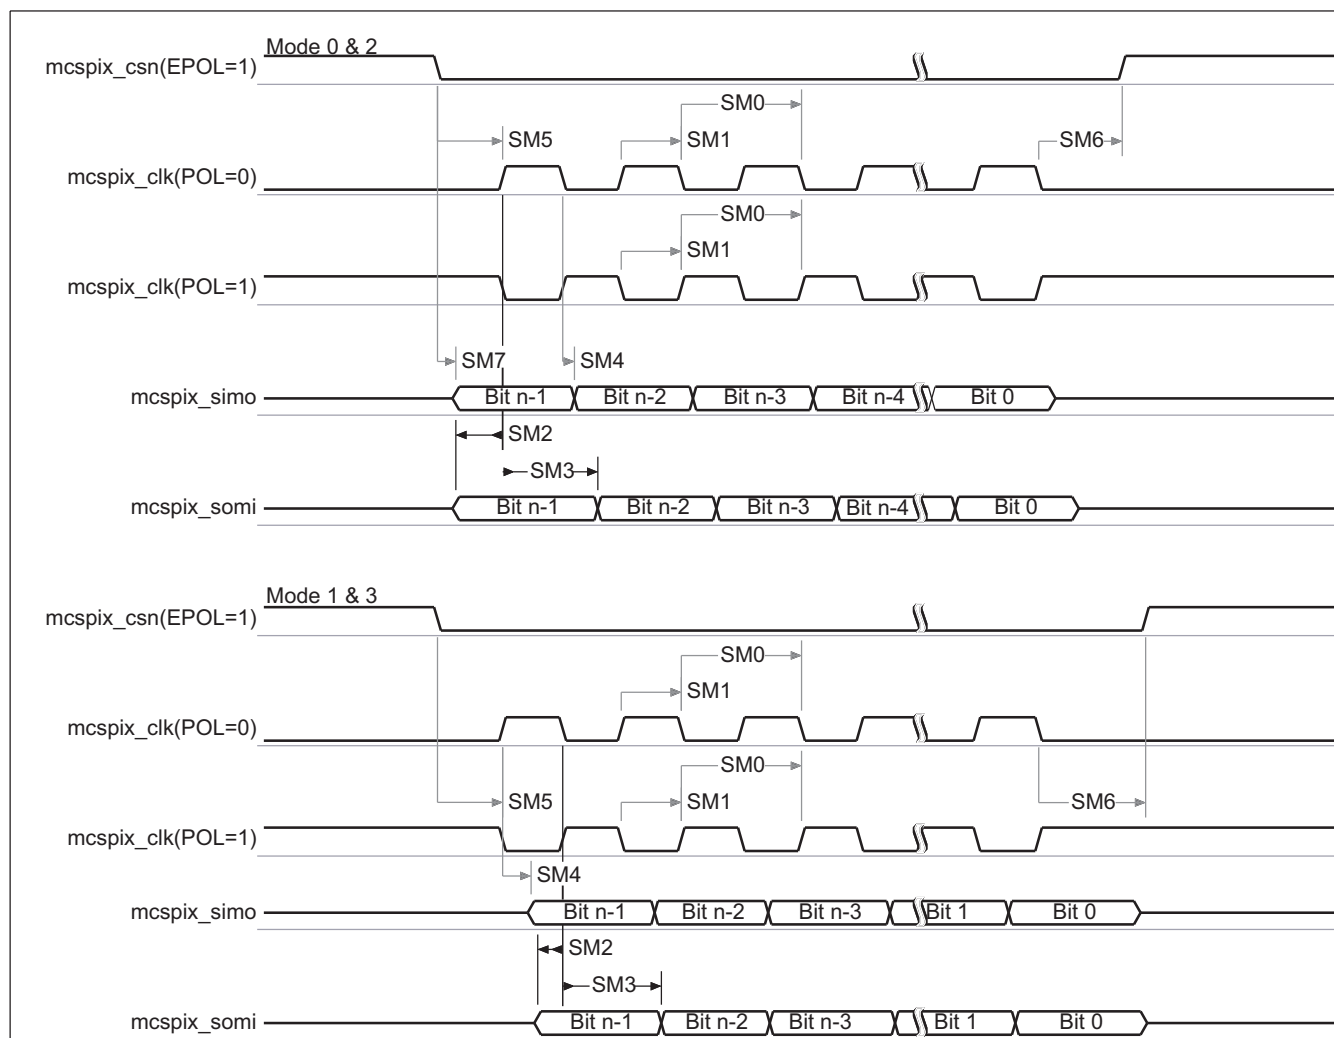 Mode 0 & 2
mcspix_csn(EPOL=1)
SM0
SM5
SM1
SM6
mcspix_clk(POL=0)
SM0
SM1
mcspix_clk(POL=1)
SM7
SM4
mcspix_simo
Bit n-1
Bit n-2
Bit n-3
Bit n-4
Bit 0
SM2
SM3
mcspix_somi
Bit n-1
Bit n-2
Bit n-3
Bit n-4
Bit 0
Mode 1 & 3
mcspix_csn(EPOL=1)
SM0
SM1
mcspix_clk(POL=0)
SM0
SM5
SM1
SM6
mcspix_clk(POL=1)
SM4
mcspix_simo
Bit n-1
Bit n-2
Bit n-3
Bit 1
Bit 0
SM2
SM3
mcspix_somi
Bit n-1
Bit n-2
Bit n-3
Bit 1
Bit 0